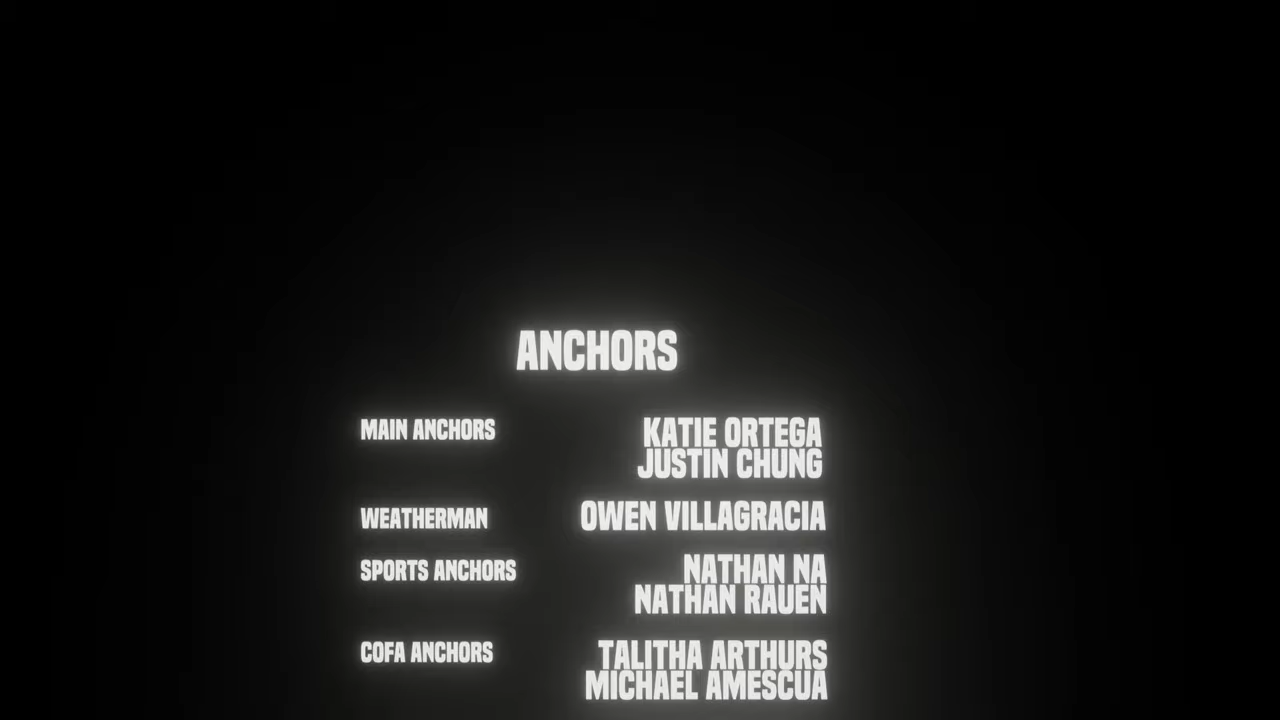 ANCHORS
MAIN ANCHORS KATIE ORTEGA
JUSTIN CHUNG
WEATHERMAN OWEN VILLAGRACIA
SPORTS ANCHORS NATHAN NA
NATHAN RAUEN
COFA ANCHORS TALITHA ARTHURS
MICHAEL AMESCUA